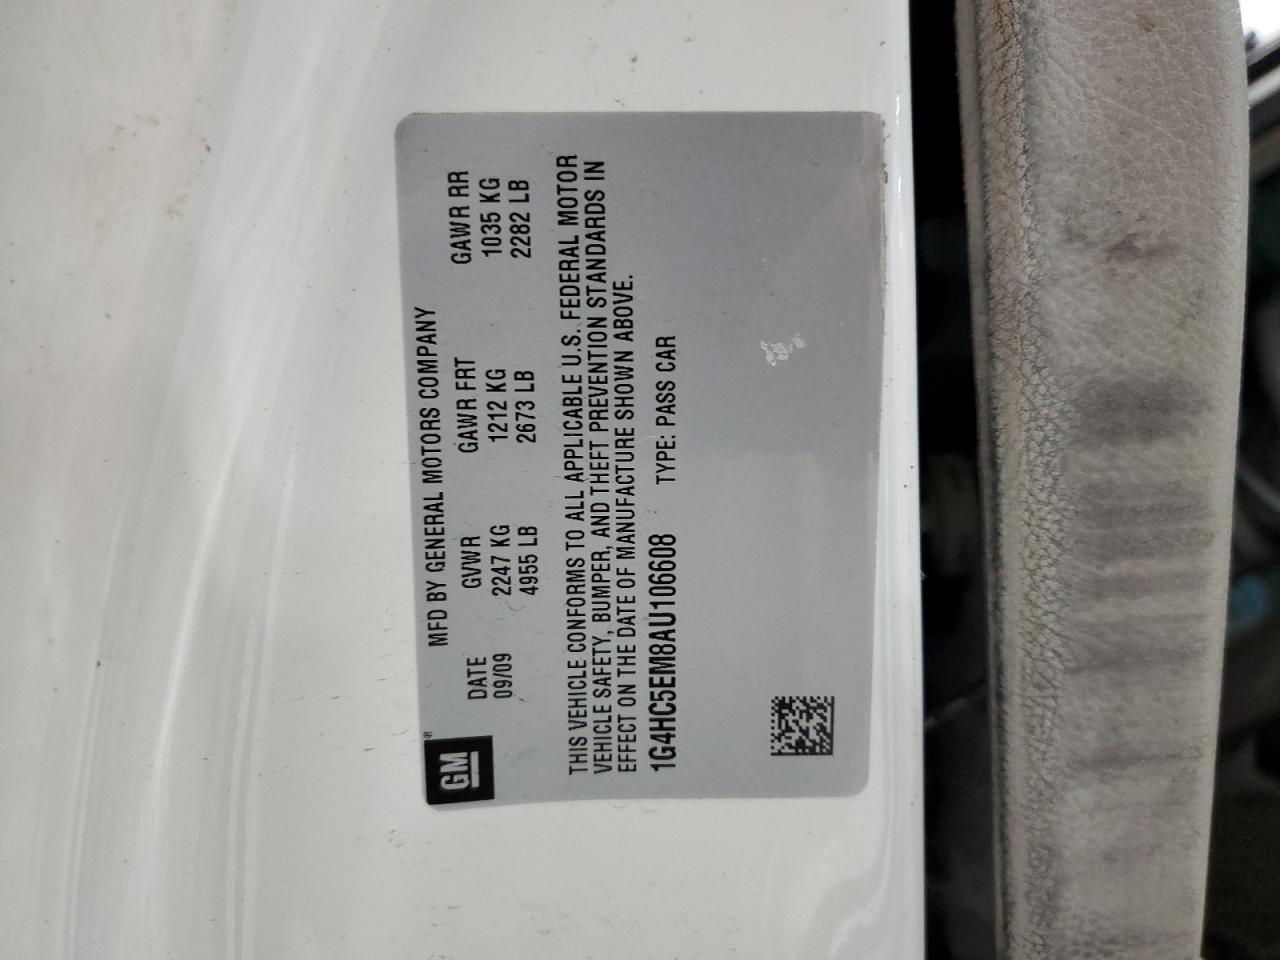 GM®
MFD BY GENERAL MOTORS COMPANY
DATE GVWR GAWR FRT GAWR RR
09/09 2247 KG 1212 KG 1035 KG
4955 LB 2673 LB 2282 LB
THIS VEHICLE CONFORMS TO ALL APPLICABLE U.S. FEDERAL MOTOR
VEHICLE SAFETY, BUMPER, AND THEFT PREVENTION STANDARDS IN
EFFECT ON THE DATE OF MANUFACTURE SHOWN ABOVE.
1G4HC5EM8AU106608 TYPE: PASS CAR